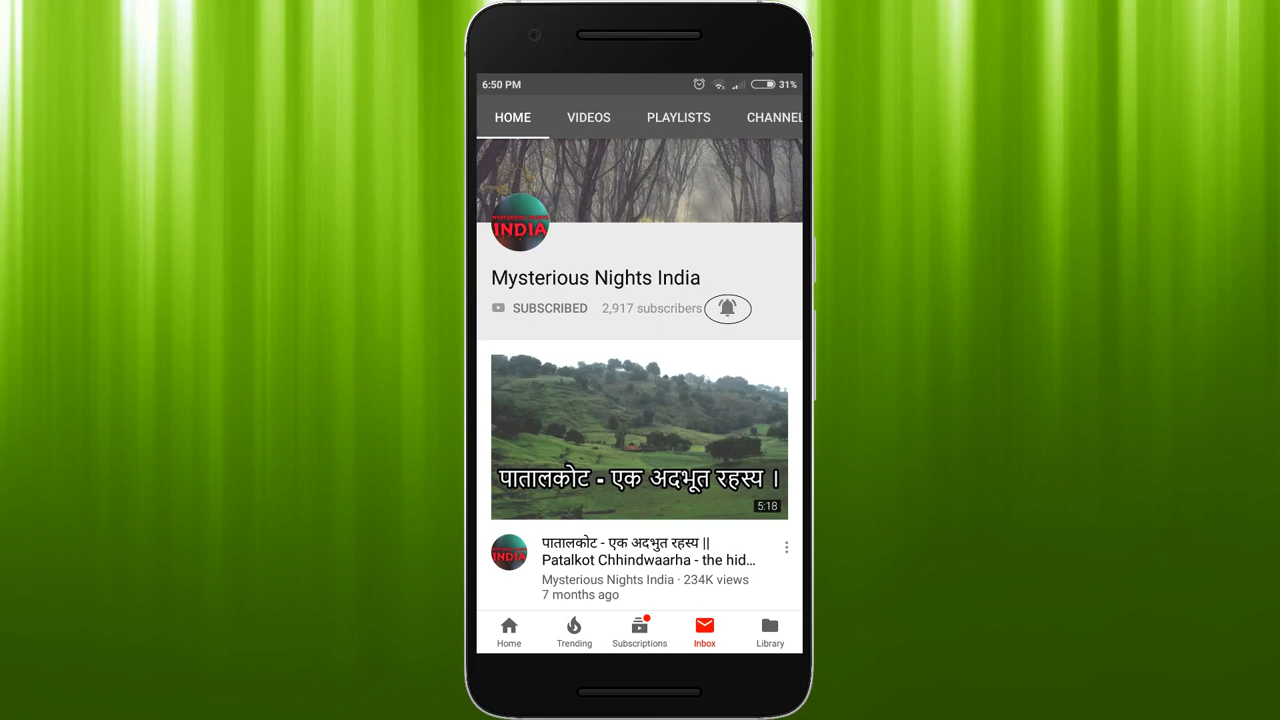 6:50 PM
31%
HOME VIDEOS PLAYLISTS CHANNEL
MYSTERIOUS NIGHTS
INDIA
Mysterious Nights India
SUBSCRIBED 2,917 subscribers
पातालकोट - एक अदभूत रहस्य ।
5:18
INDIA
पातालकोट - एक अदभुत रहस्य ||
Patalkot Chhindwaarha - the hid...
Mysterious Nights India · 234K views
7 months ago
Home Trending Subscriptions Inbox Library